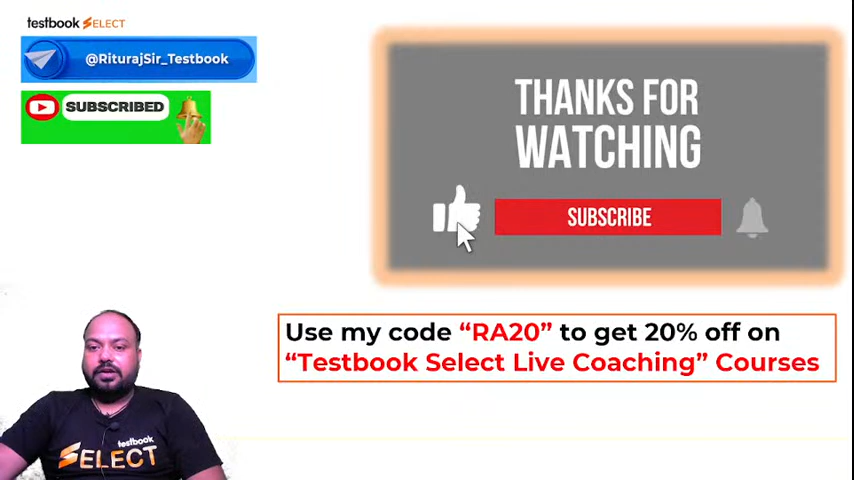 testbook SELECT
@RiturajSir_Testbook
SUBSCRIBED
THANKS FOR
WATCHING
SUBSCRIBE
Use my code “RA20” to get 20% off on
“Testbook Select Live Coaching” Courses
testbook
SELECT